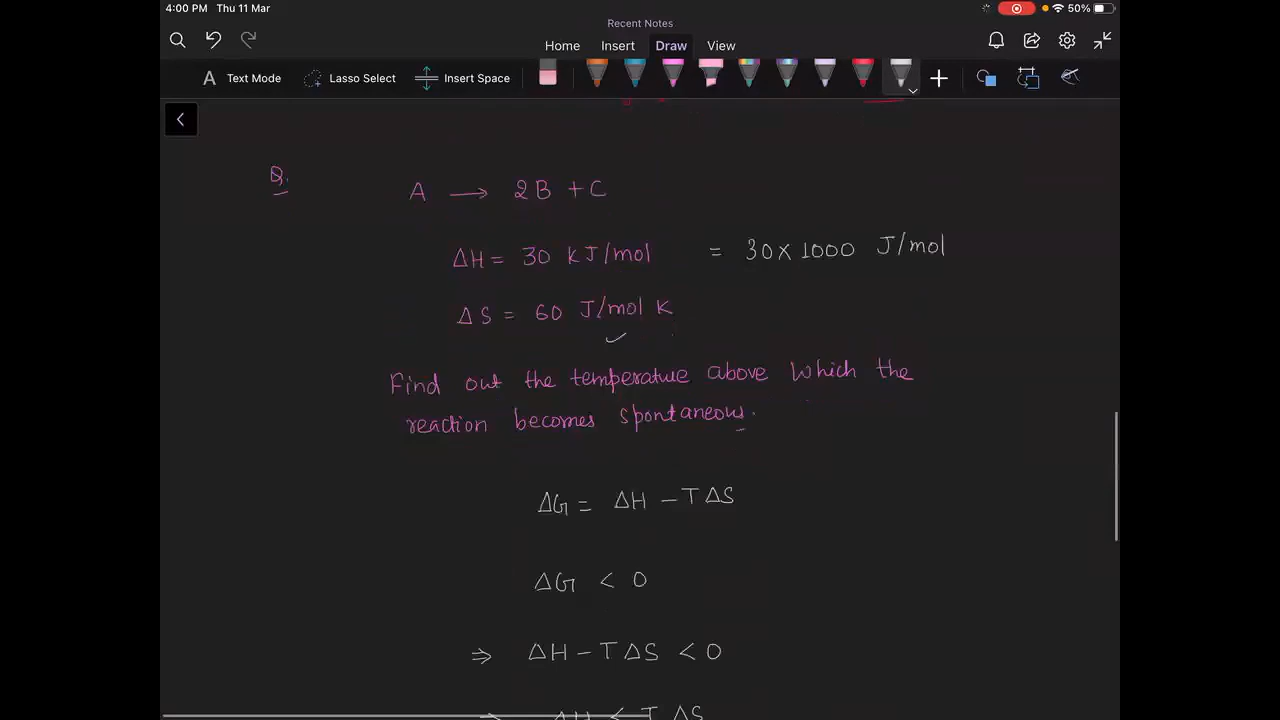 4:00 PM Thu 11 Mar
50%
Recent Notes
Home Insert Draw View
Text Mode Lasso Select Insert Space
Q.
A → 2B + C
ΔH = 30 KJ/mol = 30 × 1000 J/mol
ΔS = 60 J/mol K
Find out the temperature above which the
reaction becomes spontaneous.
ΔG = ΔH - TΔS
ΔG < 0
⇒ ΔH - TΔS < 0
⇒ ΔH < TΔS